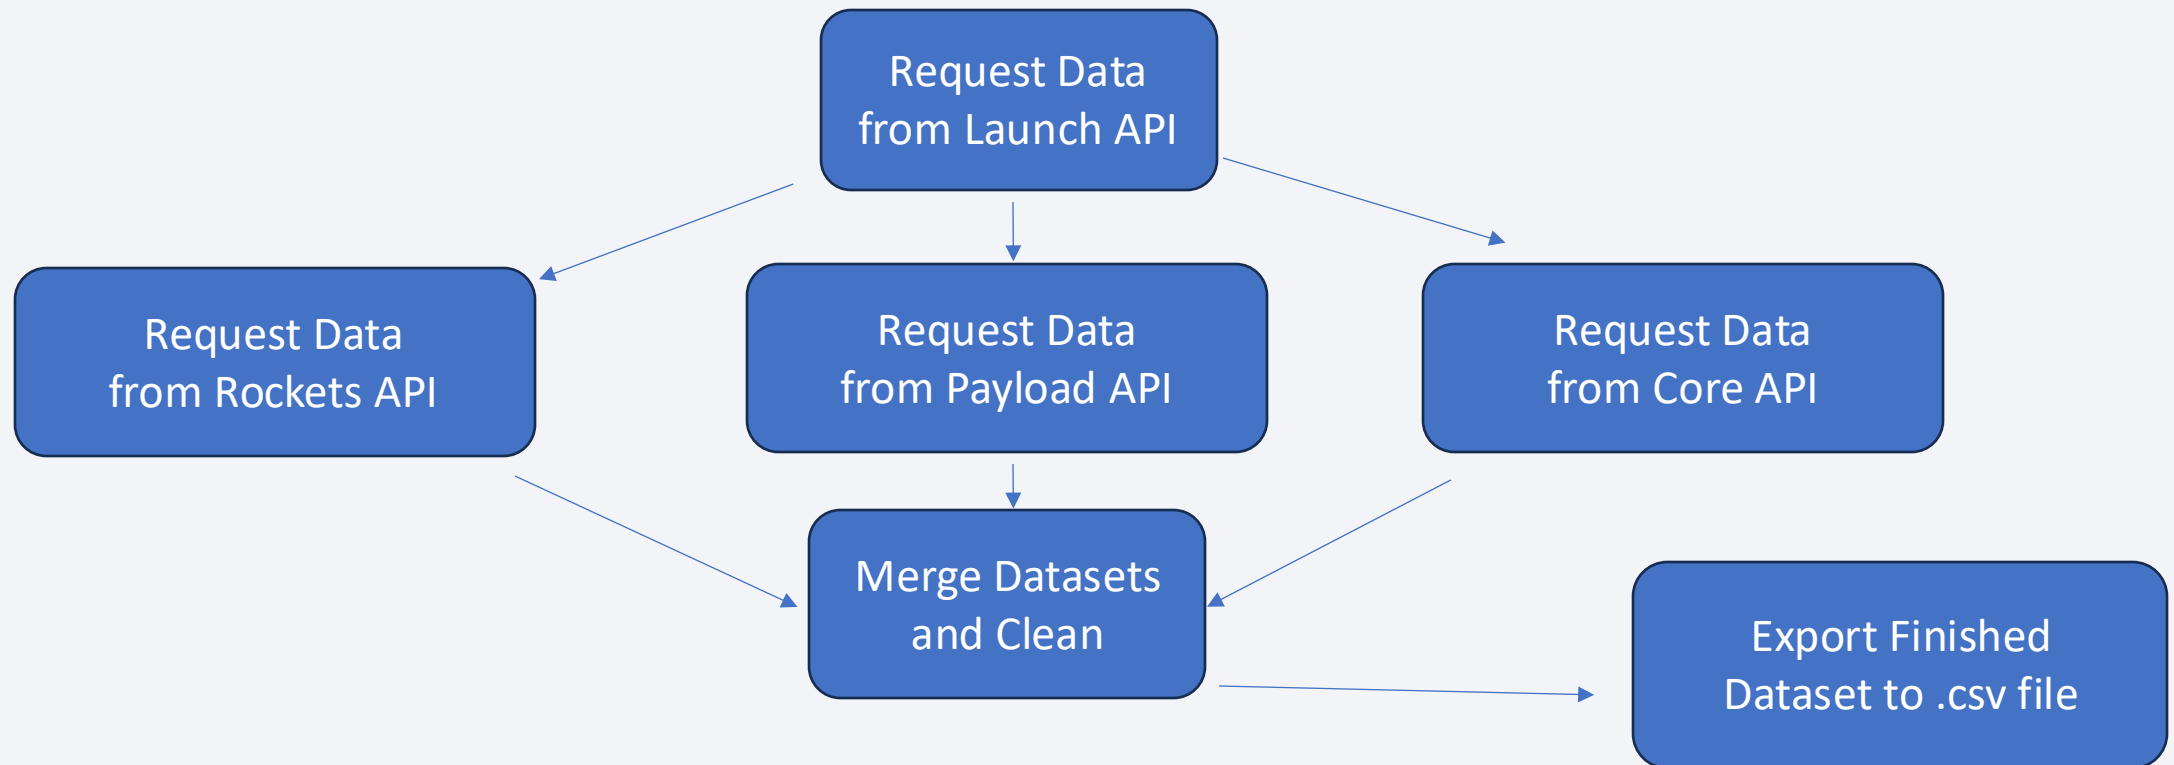 Request Data
from Launch API
Request Data
from Rockets API
Request Data
from Payload API
Request Data
from Core API
Merge Datasets
and Clean
Export Finished
Dataset to .csv file